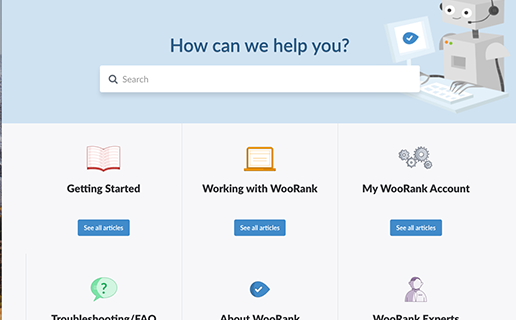 How can we help you?
Search
Getting Started
Working with WooRank
My WooRank Account
See all articles
See all articles
See all articles
?
Troubleshooting/FAQ
About WooRank
WooRank Experts